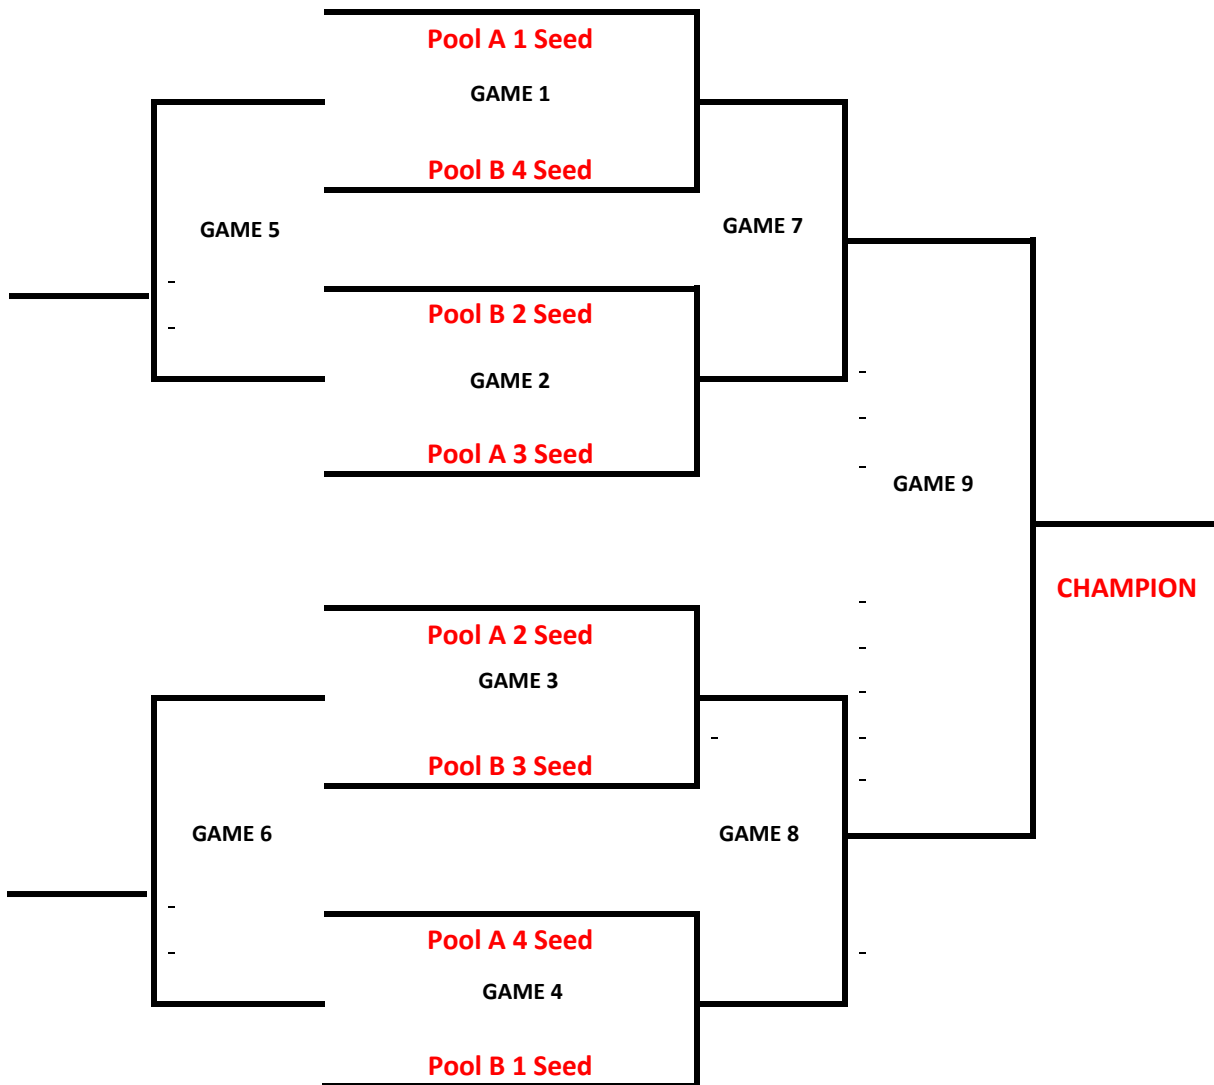 Pool A 1 Seed
GAME 1
Pool B 4 Seed
GAME 5
GAME 7
Pool B 2 Seed
GAME 2
Pool A 3 Seed
GAME 9
CHAMPION
Pool A 2 Seed
GAME 3
Pool B 3 Seed
GAME 6
GAME 8
Pool A 4 Seed
GAME 4
Pool B 1 Seed